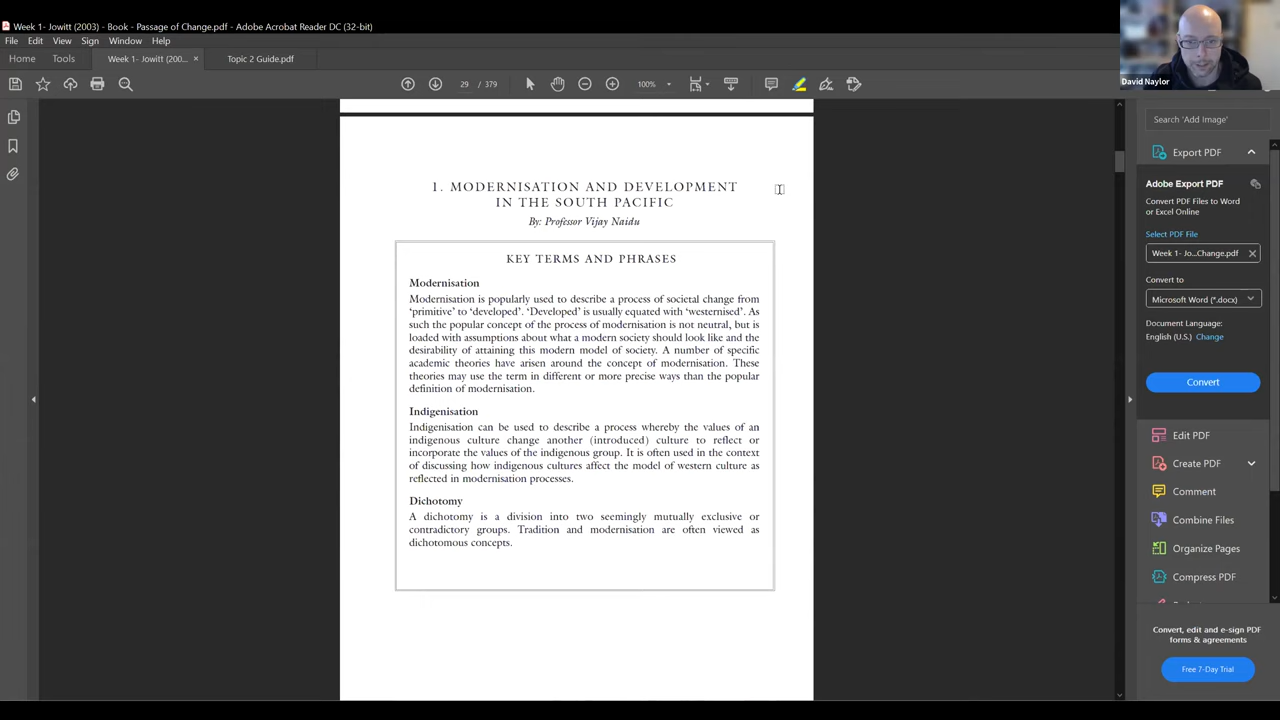 Week 1- Jowitt (2003) - Book - Passage of Change.pdf - Adobe Acrobat Reader DC (32-bit)
File Edit View Sign Window Help
Home Tools Week 1- Jowitt (200... × Topic 2 Guide.pdf
29 / 379 100%
David Naylor
1. MODERNISATION AND DEVELOPMENT
IN THE SOUTH PACIFIC
By: Professor Vijay Naidu
KEY TERMS AND PHRASES
Modernisation
Modernisation is popularly used to describe a process of societal change from
‘primitive’ to ‘developed’. ‘Developed’ is usually equated with ‘westernised’. As
such the popular concept of the process of modernisation is not neutral, but is
loaded with assumptions about what a modern society should look like and the
desirability of attaining this modern model of society. A number of specific
academic theories have arisen around the concept of modernisation. These
theories may use the term in different or more precise ways than the popular
definition of modernisation.
Indigenisation
Indigenisation can be used to describe a process whereby the values of an
indigenous culture change another (introduced) culture to reflect or
incorporate the values of the indigenous group. It is often used in the context
of discussing how indigenous cultures affect the model of western culture as
reflected in modernisation processes.
Dichotomy
A dichotomy is a division into two seemingly mutually exclusive or
contradictory groups. Tradition and modernisation are often viewed as
dichotomous concepts.
Search 'Add Image'
Export PDF
Adobe Export PDF
Convert PDF Files to Word
or Excel Online
Select PDF File
Week 1- Jo...Change.pdf
Convert to
Microsoft Word (*.docx)
Document Language:
English (U.S.) Change
Convert
Edit PDF
Create PDF
Comment
Combine Files
Organize Pages
Compress PDF
Convert, edit and e-sign PDF
forms & agreements
Free 7-Day Trial